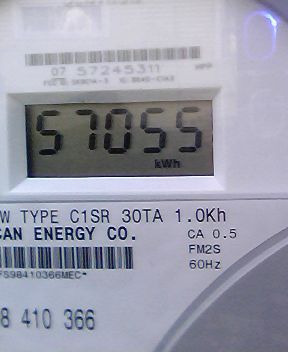 07 57245311
57055
kWh
W TYPE C1SR 30TA 1.0Kh
CAN ENERGY CO.
CA 0.5
FM2S
60Hz
FS98410366MEC*
8 410 366